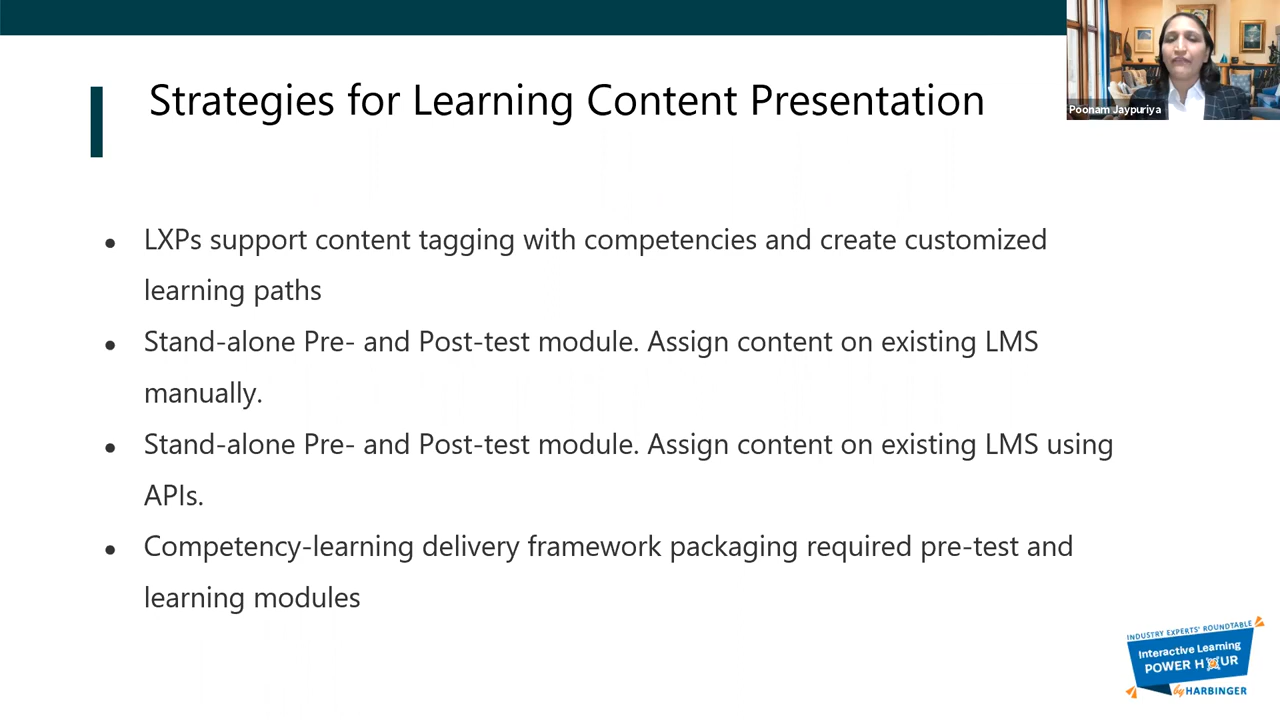 Strategies for Learning Content Presentation
Poonam Jaypuriya
● LXPs support content tagging with competencies and create customized
learning paths
● Stand-alone Pre- and Post-test module. Assign content on existing LMS
manually.
● Stand-alone Pre- and Post-test module. Assign content on existing LMS using
APIs.
● Competency-learning delivery framework packaging required pre-test and
learning modules
INDUSTRY EXPERTS' ROUNDTABLE
Interactive Learning
POWER HOUR
by HARBINGER